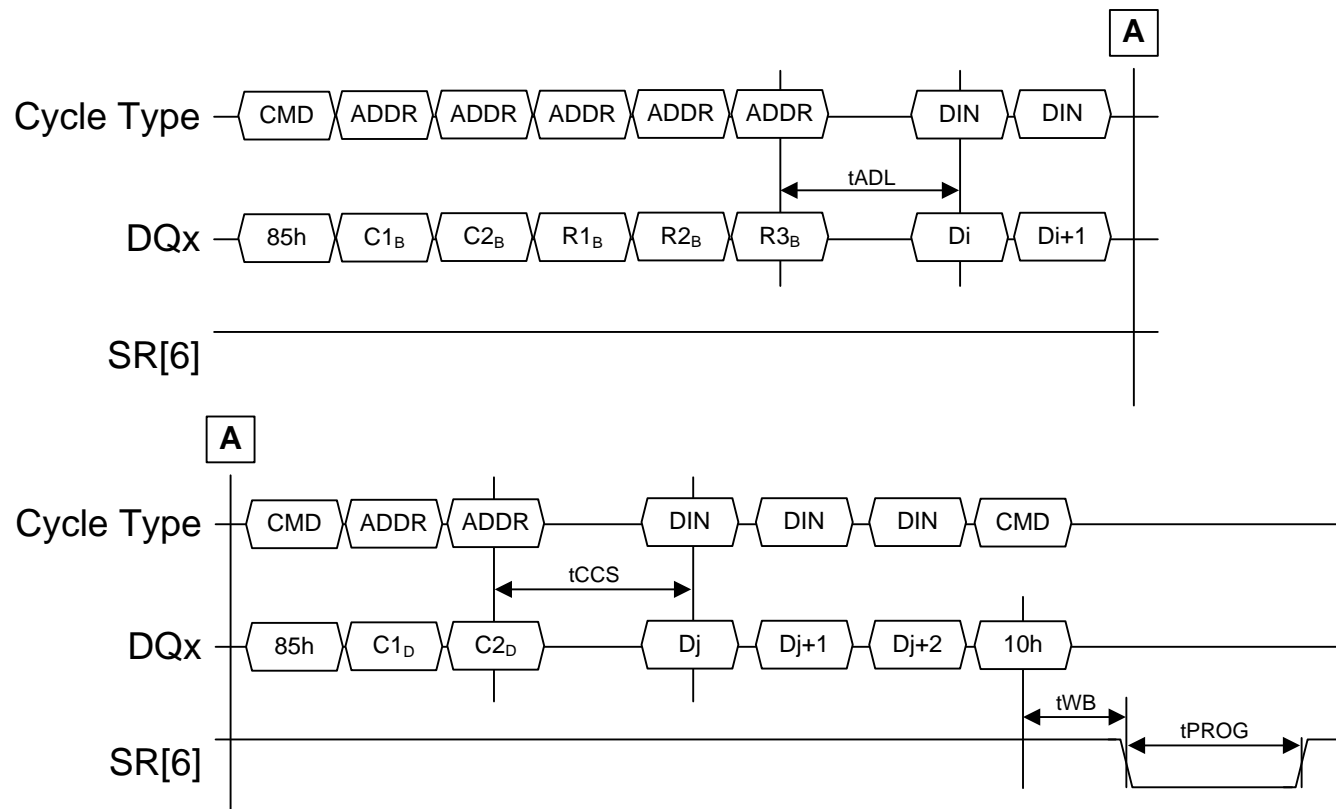 A
Cycle Type CMD ADDR ADDR ADDR ADDR ADDR DIN DIN
tADL
DQx 85h C1B C2B R1B R2B R3B Di Di+1
SR[6]
A
Cycle Type CMD ADDR ADDR DIN DIN DIN CMD
tCCS
DQx 85h C1D C2D Dj Dj+1 Dj+2 10h
tWB tPROG
SR[6]